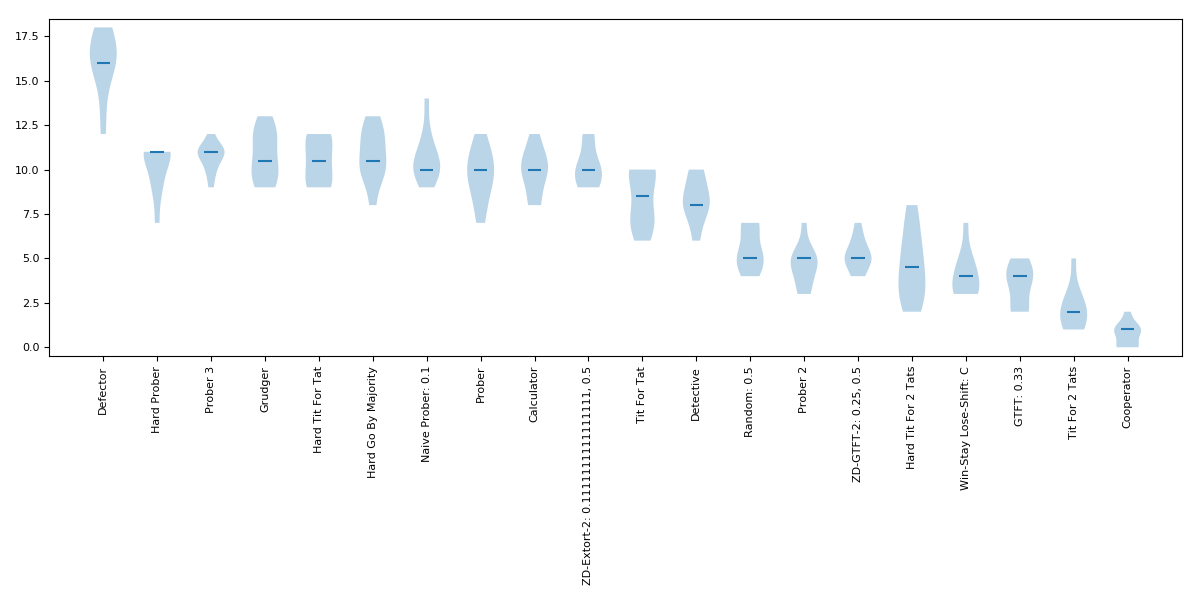 17.5
15.0
12.5
10.0
7.5
5.0
2.5
0.0
Defector
Hard Prober
Prober 3
Grudger
Hard Tit For Tat
Hard Go By Majority
Naive Prober: 0.1
Prober
Calculator
ZD-Extort-2: 0.1111111111111111, 0.5
Tit For Tat
Detective
Random: 0.5
Prober 2
ZD-GTFT-2: 0.25, 0.5
Hard Tit For 2 Tats
Win-Stay Lose-Shift: C
GTFT: 0.33
Tit For 2 Tats
Cooperator